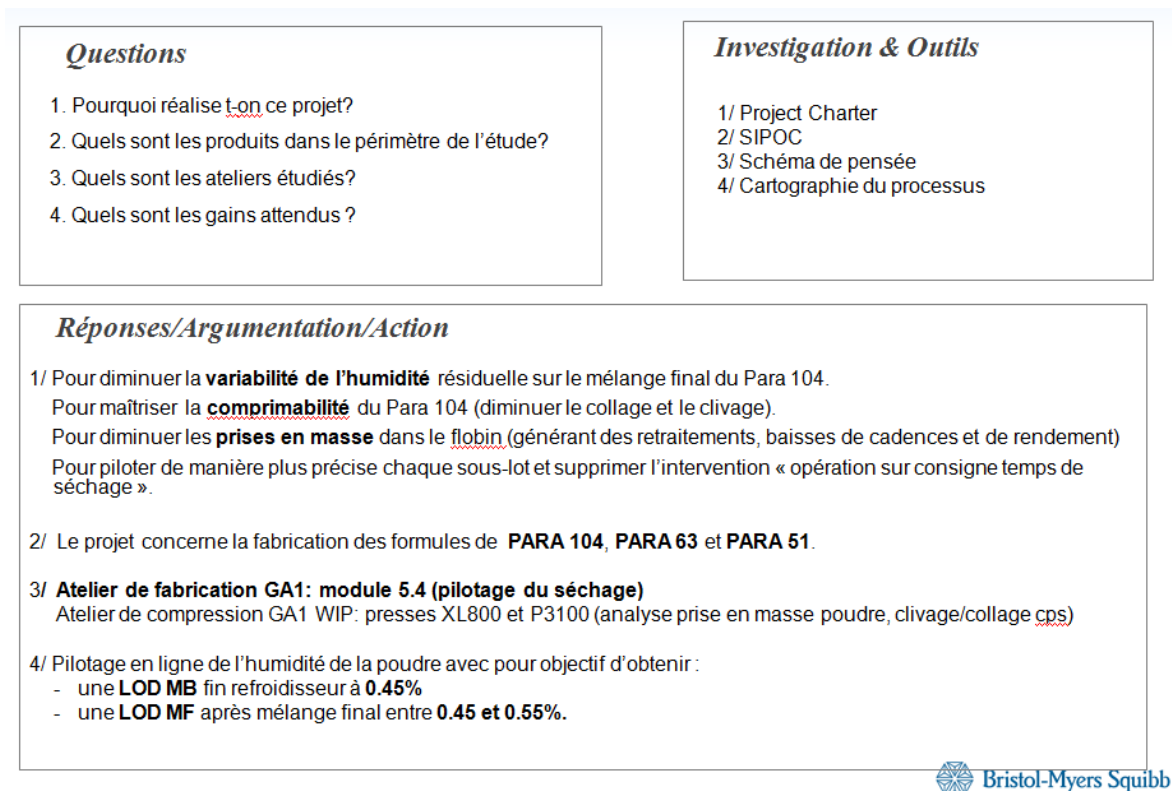 Questions
1. Pourquoi réalise t-on ce projet?
2. Quels sont les produits dans le périmètre de l'étude?
3. Quels sont les ateliers étudiés?
4. Quels sont les gains attendus ?
Investigation & Outils
1/ Project Charter
2/ SIPOC
3/ Schéma de pensée
4/ Cartographie du processus
Réponses/Argumentation/Action
1/ Pour diminuer la variabilité de l'humidité résiduelle sur le mélange final du Para 104.
Pour maîtriser la comprimabilité du Para 104 (diminuer le collage et le clivage).
Pour diminuer les prises en masse dans le flobin (générant des retraitements, baisses de cadences et de rendement)
Pour piloter de manière plus précise chaque sous-lot et supprimer l'intervention « opération sur consigne temps de
séchage ».
2/ Le projet concerne la fabrication des formules de PARA 104, PARA 63 et PARA 51.
3/ Atelier de fabrication GA1: module 5.4 (pilotage du séchage)
Atelier de compression GA1 WIP: presses XL800 et P3100 (analyse prise en masse poudre, clivage/collage cps)
4/ Pilotage en ligne de l'humidité de la poudre avec pour objectif d'obtenir :
- une LOD MB fin refroidisseur à 0.45%
- une LOD MF après mélange final entre 0.45 et 0.55%.
Bristol-Myers Squibb